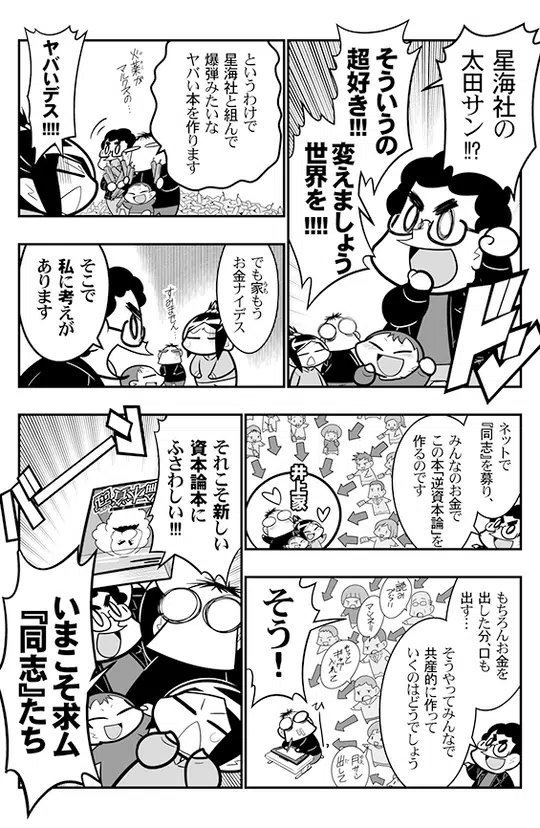 星海社の
太田サン!!?
そういうの
超好き!!!
変えましょう
世界を!!!!
ドン
というわけで
星海社と組んで
爆弾みたいな
ヤバい本を作ります
火薬が
マルクスの…
ヤバいデス!!!!
でも家もう
うち
お金ナイデス
すみません…
そこで
私に考えが
あります
ネットで
『同志』を募り、
みんなのお金で
この本「逆資本論」を
作るのです
井上家
もちろんお金を
出した分、口も
出す…
そうやってみんなで
共産的に作って
いくのはどうでしょう
そう!
それこそ新しい
資本論本に
ふさわしい!!!
逆資本論
いまこそ求ム
『同志』たち